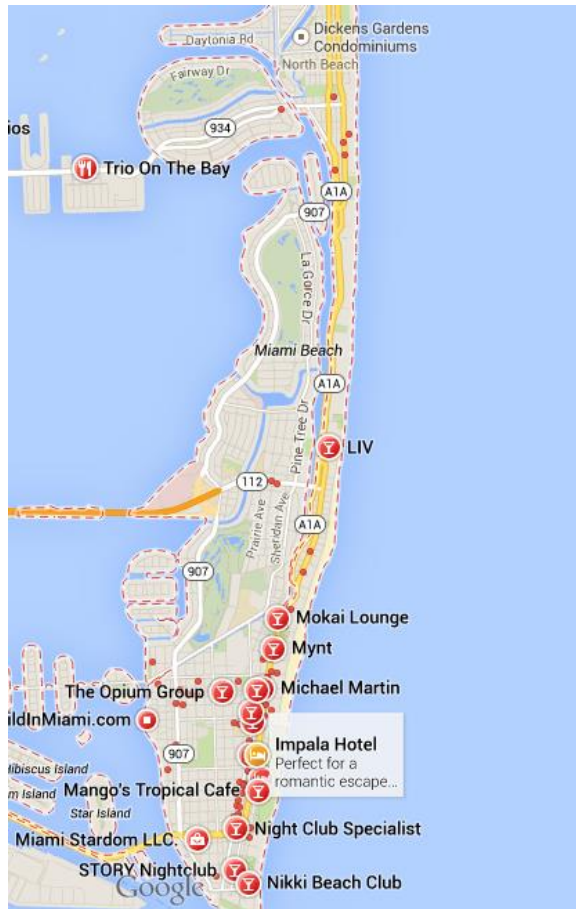 Dickens Gardens
Condominiums
Daytonia Rd
North Beach
Fairway Dr
934
ios
Trio On The Bay
A1A
907
La Gorce Dr
Miami Beach
A1A
Pine Tree Dr
LIV
112
Prairie Ave
Sheridan Ave
A1A
907
Mokai Lounge
Mynt
The Opium Group
Michael Martin
ildInMiami.com
Impala Hotel
Perfect for a
romantic escape...
907
Hibiscus Island
Mango's Tropical Cafe
m Island
Star Island
Night Club Specialist
Miami Stardom LLC.
STORY Nightclub
Google
Nikki Beach Club